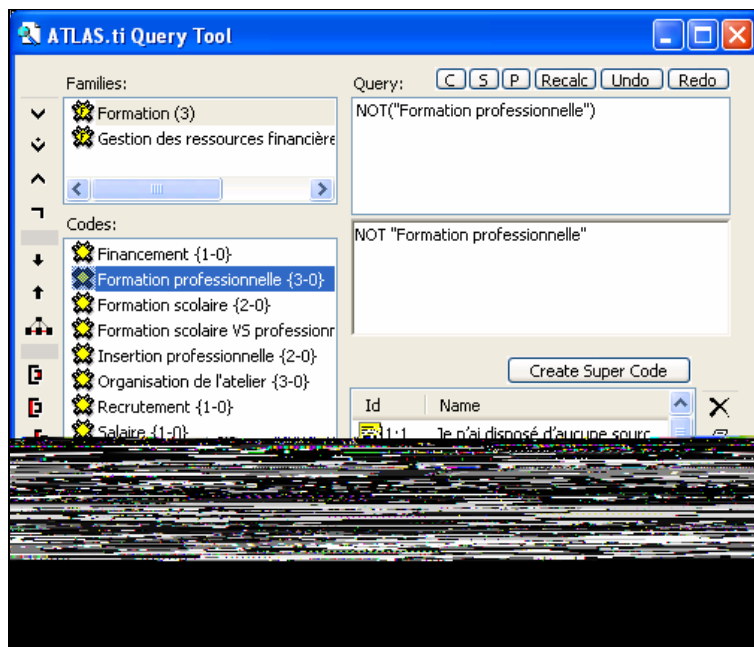 ATLAS.ti Query Tool
Families:
Formation (3)
Gestion des ressources financière
Codes:
Financement {1-0}
Formation professionnelle {3-0}
Formation scolaire {2-0}
Formation scolaire VS professionr
Insertion professionnelle {2-0}
Organisation de l'atelier {3-0}
Recrutement {1-0}
Salaire {1-0}
Query: C S P Recalc Undo Redo
NOT("Formation professionnelle")
NOT "Formation professionnelle"
Create Super Code
Id Name
1:1 Je n'ai disposé d'aucune sourc